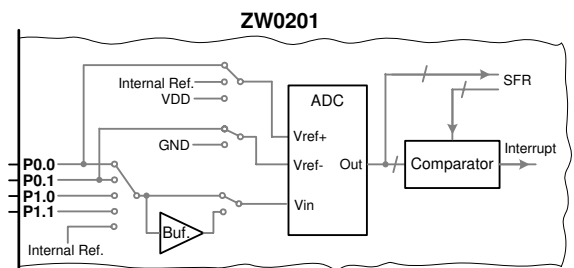 ZW0201
Internal Ref.
VDD
GND
P0.0
P0.1
P1.0
P1.1
Internal Ref.
Buf.
ADC
Vref+
Vref-
Vin
Out
SFR
Comparator
Interrupt